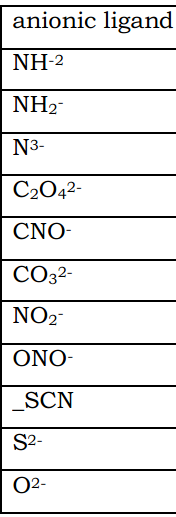 anionic ligand
NH⁻²
NH₂⁻
N³⁻
C₂O₄²⁻
CNO⁻
CO₃²⁻
NO₂⁻
ONO⁻
_SCN
S²⁻
O²⁻